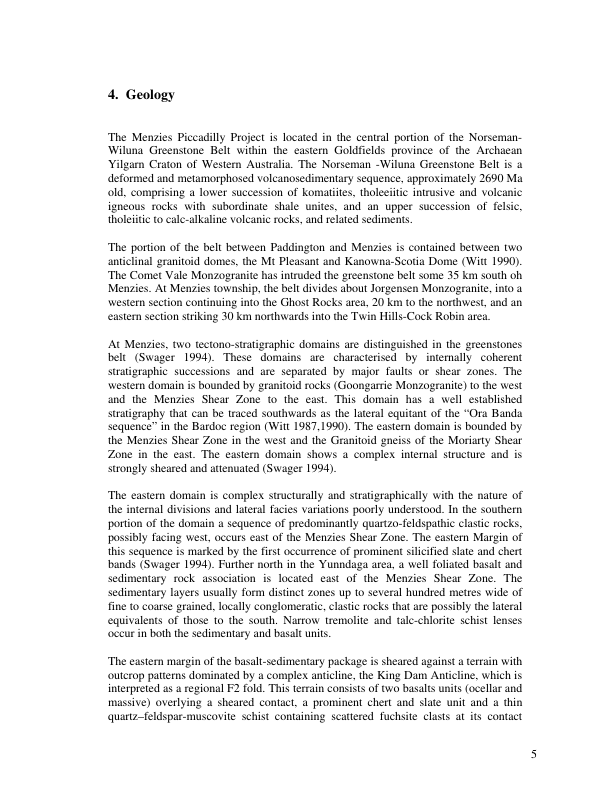 4. Geology
The Menzies Piccadilly Project is located in the central portion of the Norseman-
Wiluna Greenstone Belt within the eastern Goldfields province of the Archaean
Yilgarn Craton of Western Australia. The Norseman -Wiluna Greenstone Belt is a
deformed and metamorphosed volcanosedimentary sequence, approximately 2690 Ma
old, comprising a lower succession of komatiites, tholeeiitic intrusive and volcanic
igneous rocks with subordinate shale unites, and an upper succession of felsic,
tholeiitic to calc-alkaline volcanic rocks, and related sediments.
The portion of the belt between Paddington and Menzies is contained between two
anticlinal granitoid domes, the Mt Pleasant and Kanowna-Scotia Dome (Witt 1990).
The Comet Vale Monzogranite has intruded the greenstone belt some 35 km south oh
Menzies. At Menzies township, the belt divides about Jorgensen Monzogranite, into a
western section continuing into the Ghost Rocks area, 20 km to the northwest, and an
eastern section striking 30 km northwards into the Twin Hills-Cock Robin area.
At Menzies, two tectono-stratigraphic domains are distinguished in the greenstones
belt (Swager 1994). These domains are characterised by internally coherent
stratigraphic successions and are separated by major faults or shear zones. The
western domain is bounded by granitoid rocks (Goongarrie Monzogranite) to the west
and the Menzies Shear Zone to the east. This domain has a well established
stratigraphy that can be traced southwards as the lateral equitant of the “Ora Banda
sequence” in the Bardoc region (Witt 1987,1990). The eastern domain is bounded by
the Menzies Shear Zone in the west and the Granitoid gneiss of the Moriarty Shear
Zone in the east. The eastern domain shows a complex internal structure and is
strongly sheared and attenuated (Swager 1994).
The eastern domain is complex structurally and stratigraphically with the nature of
the internal divisions and lateral facies variations poorly understood. In the southern
portion of the domain a sequence of predominantly quartzo-feldspathic clastic rocks,
possibly facing west, occurs east of the Menzies Shear Zone. The eastern Margin of
this sequence is marked by the first occurrence of prominent silicified slate and chert
bands (Swager 1994). Further north in the Yunndaga area, a well foliated basalt and
sedimentary rock association is located east of the Menzies Shear Zone. The
sedimentary layers usually form distinct zones up to several hundred metres wide of
fine to coarse grained, locally conglomeratic, clastic rocks that are possibly the lateral
equivalents of those to the south. Narrow tremolite and talc-chlorite schist lenses
occur in both the sedimentary and basalt units.
The eastern margin of the basalt-sedimentary package is sheared against a terrain with
outcrop patterns dominated by a complex anticline, the King Dam Anticline, which is
interpreted as a regional F2 fold. This terrain consists of two basalts units (ocellar and
massive) overlying a sheared contact, a prominent chert and slate unit and a thin
quartz–feldspar-muscovite schist containing scattered fuchsite clasts at its contact
5